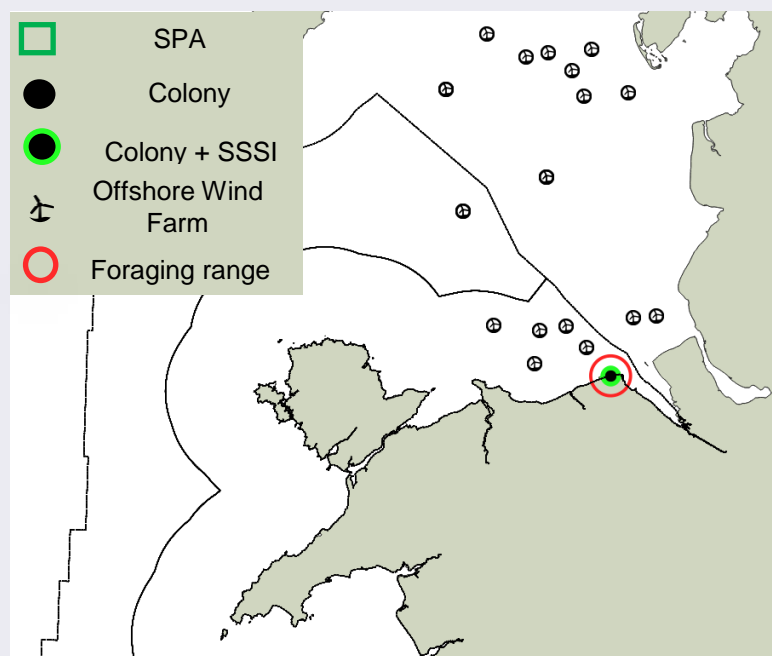 SPA
Colony
Colony + SSSI
Offshore Wind
Farm
Foraging range